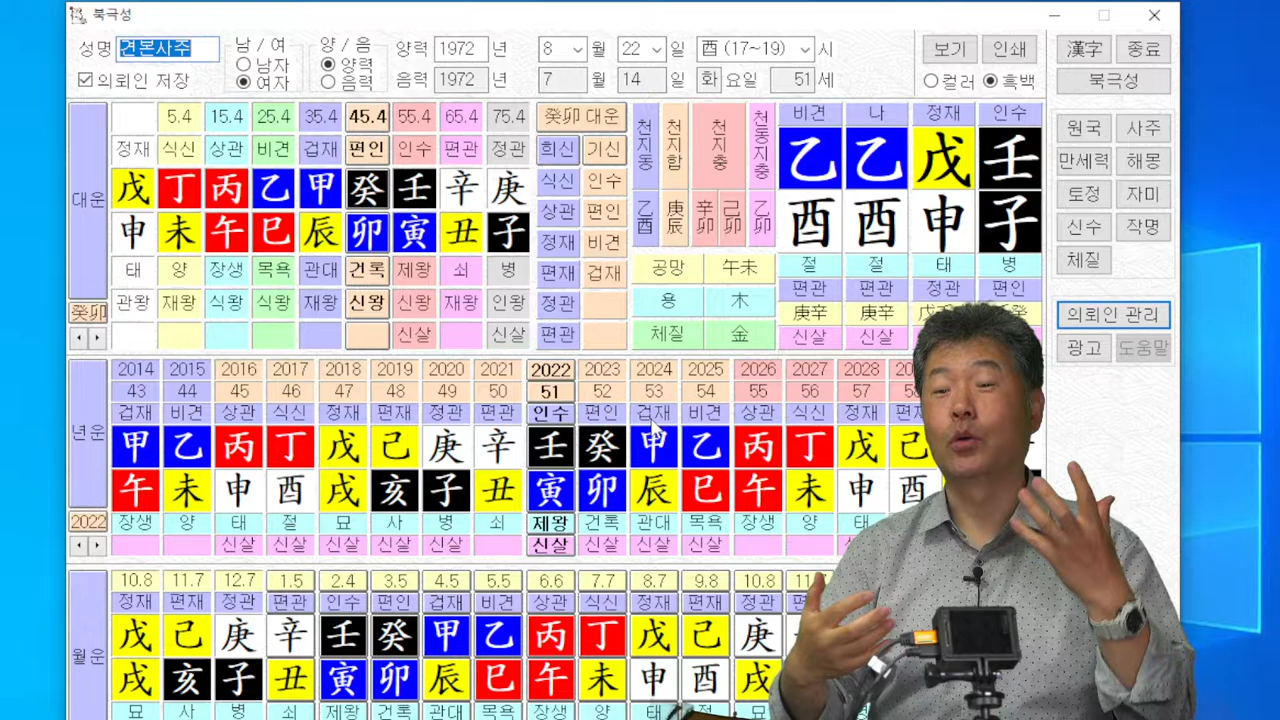 북극성
성명 견본사주 남 / 여 양 / 음 양력 1972 년 8 월 22 일 酉 (17~19) 시 보기 인쇄 漢字 종료
의뢰인 저장 남자 여자 양력 음력 음력 1972 년 7 월 14 일 화 요일 51 세 컬러 흑백 북극성
대운
5.4 15.4 25.4 35.4 45.4 55.4 65.4 75.4
정재 식신 상관 비견 겁재 편인 인수 편관 정관
戊 丁 丙 乙 甲 癸 壬 辛 庚
申 未 午 巳 辰 卯 寅 丑 子
태 양 장생 목욕 관대 건록 제왕 쇠 병
관왕 재왕 식왕 식왕 재왕 신왕 신왕 재왕 인왕
신살 신살
癸卯
癸卯 대운
희신 기신
식신 인수
상관 편인
정재 비견
편재 겁재
정관
편관
천지동 천지합 천지충 천동지충
乙酉 庚辰 辛卯 己卯 乙卯
공망 午未
용 木
체질 金
비견 나 정재 인수
乙 乙 戊 壬
酉 酉 申 子
절 절 태 병
편관 편관 정관 편인
庚辛 庚辛
신살 신살
원국 사주
만세력 해몽
토정 자미
신수 작명
체질
의뢰인 관리
광고 도움말
년운
2014 2015 2016 2017 2018 2019 2020 2021 2022 2023 2024 2025 2026 2027 2028
43 44 45 46 47 48 49 50 51 52 53 54 55 56 57
겁재 비견 상관 식신 정재 편재 정관 편관 인수 편인 겁재 비견 상관 식신 정재
甲 乙 丙 丁 戊 己 庚 辛 壬 癸 甲 乙 丙 丁 戊 己
午 未 申 酉 戌 亥 子 丑 寅 卯 辰 巳 午 未 申 酉
장생 양 태 절 묘 사 병 쇠 제왕 건록 관대 목욕 장생 양 태
신살 신살 신살 신살 신살 신살 신살 신살
2022
월운
10.8 11.7 12.7 1.5 2.4 3.5 4.5 5.5 6.6 7.7 8.7 9.8 10.8
정재 편재 정관 편관 인수 편인 겁재 비견 상관 식신 정재 편재 정관
戊 己 庚 辛 壬 癸 甲 乙 丙 丁 戊 己 庚
戌 亥 子 丑 寅 卯 辰 巳 午 未 申 酉 戌
묘 사 병 쇠 제왕 건록 관대 목욕 장생 양 태 절 묘